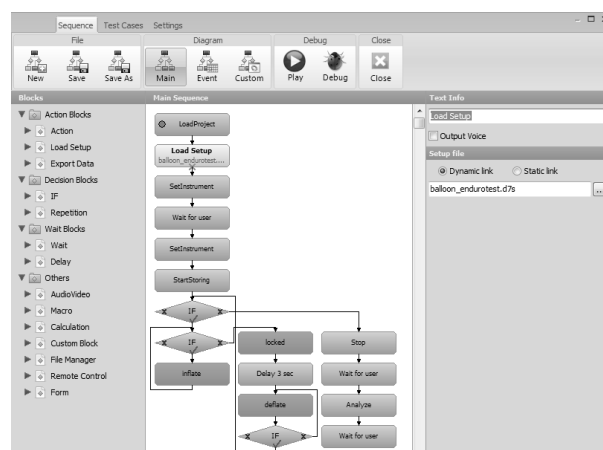 Sequence Test Cases Settings
File Diagram Debug Close
New Save Save As Main Event Custom Play Debug Close
Blocks
Action Blocks
Action
Load Setup
Export Data
Decision Blocks
IF
Repetition
Wait Blocks
Wait
Delay
Others
AudioVideo
Macro
Calculation
Custom Block
File Manager
Remote Control
Form
Main Sequence
LoadProject
Load Setup
balloon_endurotest....
SetInstrument
Wait for user
SetInstrument
StartStoring
IF
IF locked Stop
inflate Delay 3 sec Wait for user
deflate Analyze
IF Wait for user
Text Info
Load Setup
Output Voice
Setup file
Dynamic link Static link
balloon_endurotest.d7s ...